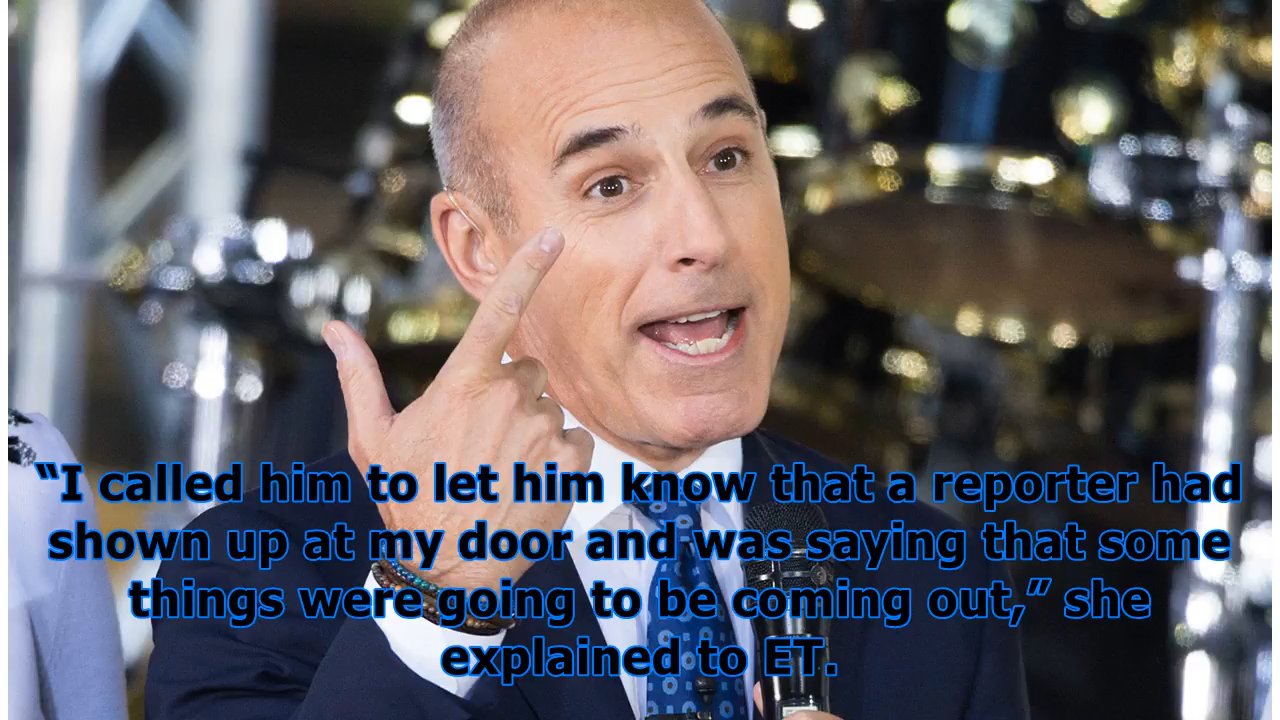 “I called him to let him know that a reporter had
shown up at my door and was saying that some
things were going to be coming out,” she
explained to ET.